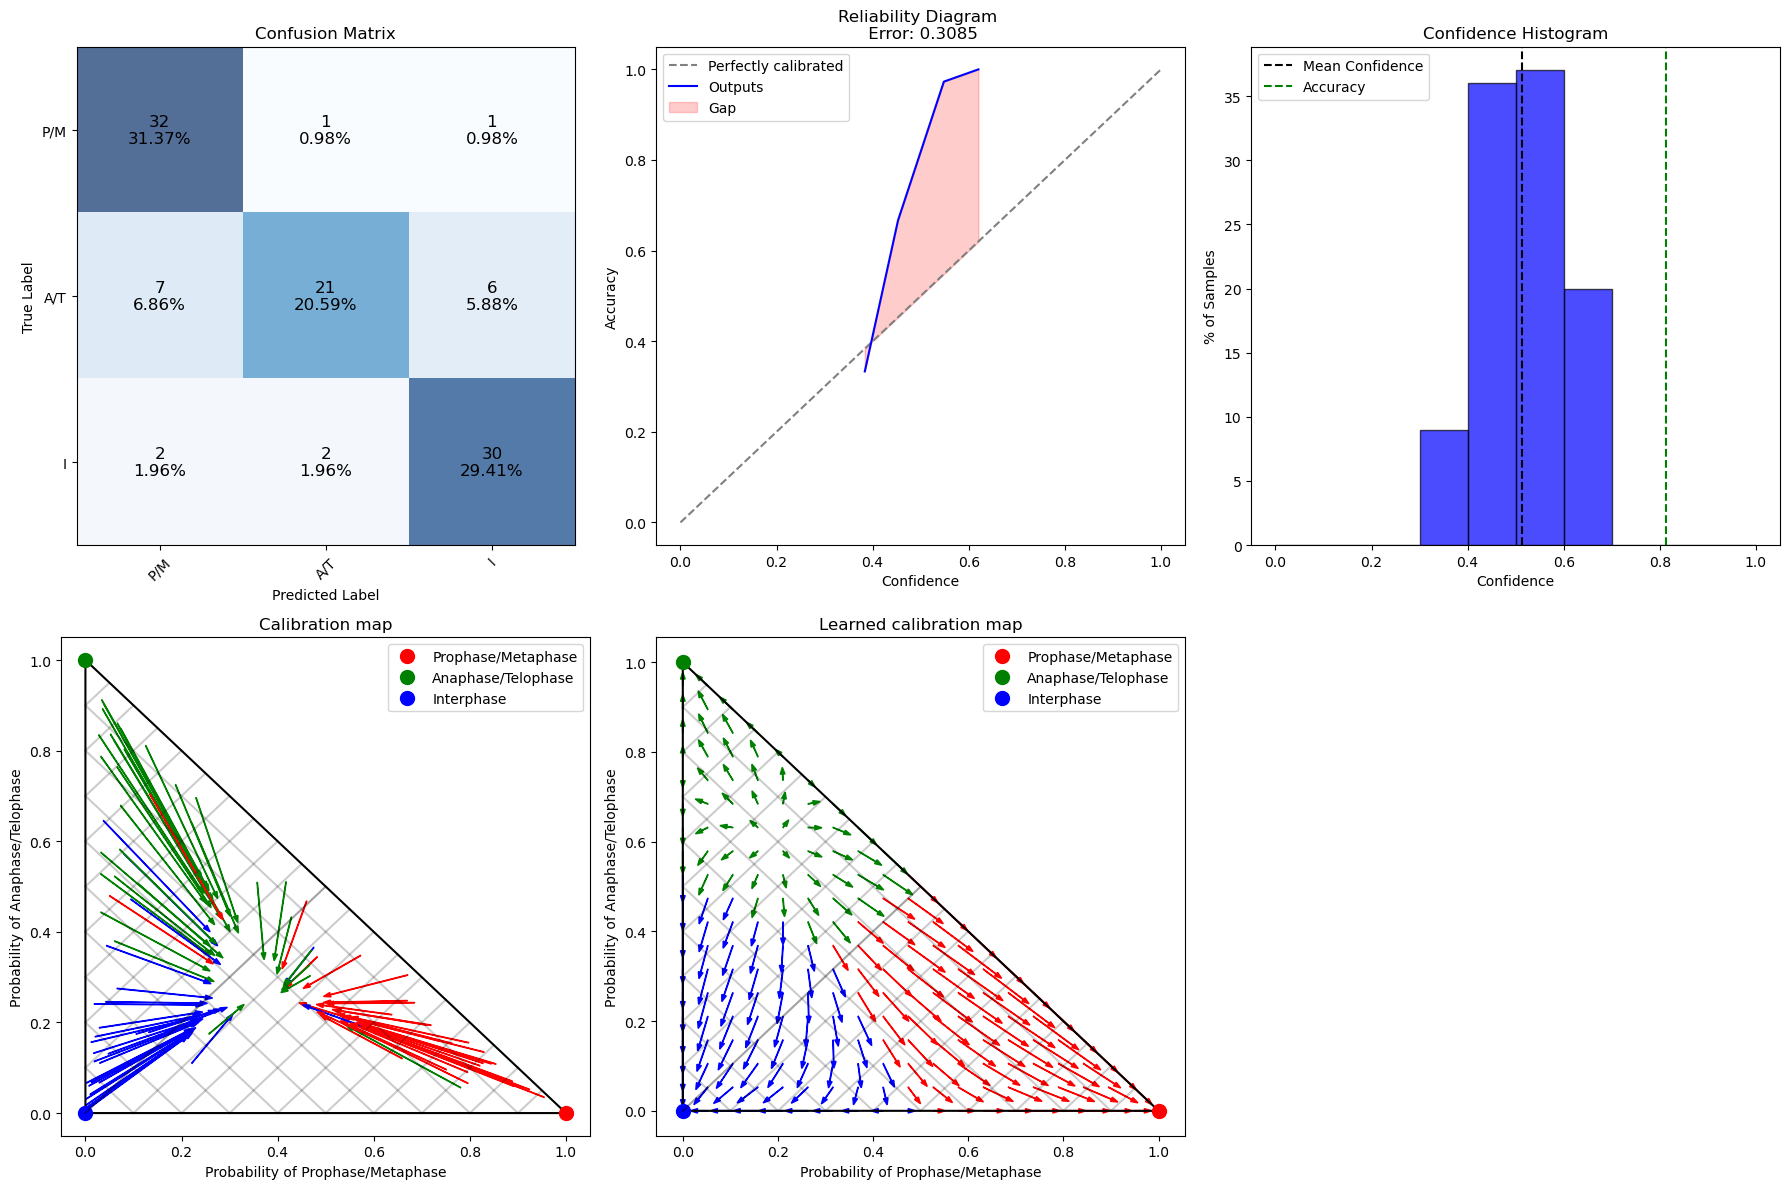 Confusion Matrix
P/M
A/T
I
True Label
32
31.37%
1
0.98%
1
0.98%
7
6.86%
21
20.59%
6
5.88%
2
1.96%
2
1.96%
30
29.41%
P/M
A/T
I
Predicted Label
Reliability Diagram
Error: 0.3085
Perfectly calibrated
Outputs
Gap
1.0
0.8
0.6
0.4
0.2
0.0
Accuracy
0.0
0.2
0.4
0.6
0.8
1.0
Confidence
Confidence Histogram
Mean Confidence
Accuracy
35
30
25
20
15
10
5
0
% of Samples
0.0
0.2
0.4
0.6
0.8
1.0
Confidence
Calibration map
Prophase/Metaphase
Anaphase/Telophase
Interphase
1.0
0.8
0.6
0.4
0.2
0.0
Probability of Anaphase/Telophase
0.0
0.2
0.4
0.6
0.8
1.0
Probability of Prophase/Metaphase
Learned calibration map
Prophase/Metaphase
Anaphase/Telophase
Interphase
1.0
0.8
0.6
0.4
0.2
0.0
Probability of Anaphase/Telophase
0.0
0.2
0.4
0.6
0.8
1.0
Probability of Prophase/Metaphase